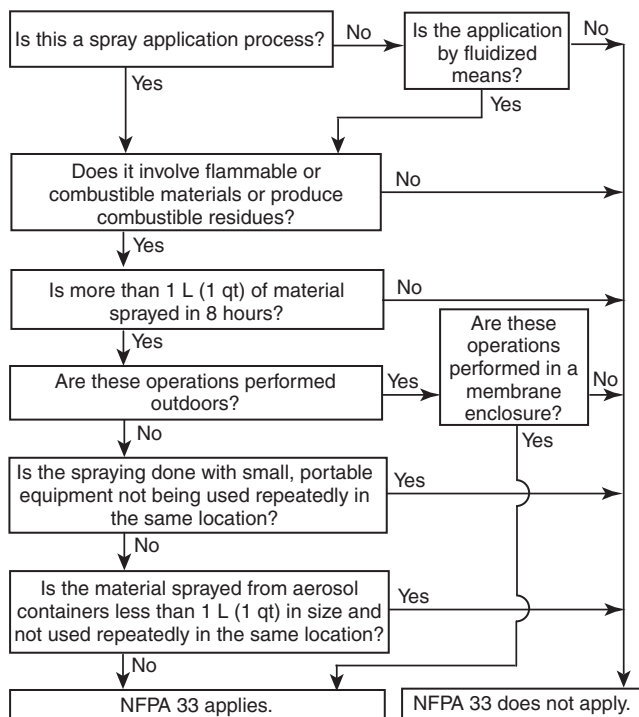 Is this a spray application process?
No
Is the application
by fluidized
means?
No
Yes
Yes
Does it involve flammable or
combustible materials or produce
combustible residues?
No
Yes
Is more than 1 L (1 qt) of material
sprayed in 8 hours?
No
Yes
Are these operations performed
outdoors?
Yes
Are these
operations
performed in a
membrane
enclosure?
No
Yes
No
Is the spraying done with small, portable
equipment not being used repeatedly in
the same location?
Yes
No
Is the material sprayed from aerosol
containers less than 1 L (1 qt) in size and
not used repeatedly in the same location?
Yes
No
NFPA 33 applies.
NFPA 33 does not apply.